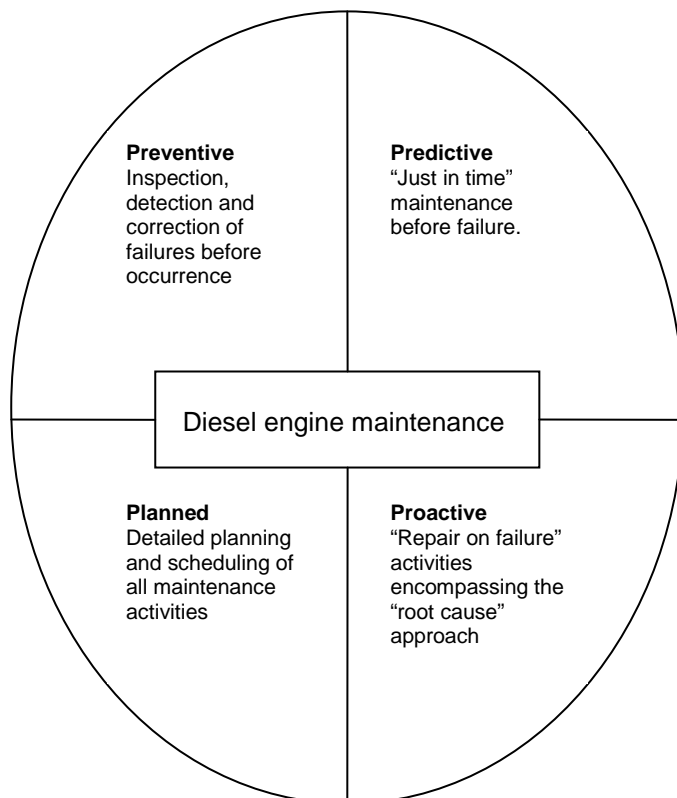 Preventive
Inspection,
detection and
correction of
failures before
occurrence
Predictive
“Just in time”
maintenance
before failure.
Diesel engine maintenance
Planned
Detailed planning
and scheduling of
all maintenance
activities
Proactive
“Repair on failure”
activities
encompassing the
“root cause”
approach